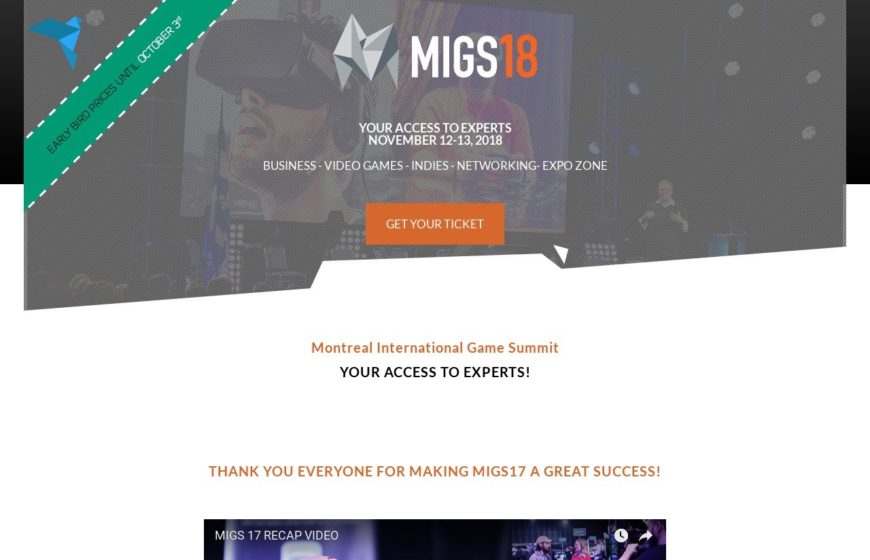 EARLY BIRD PRICES UNTIL OCTOBER 3rd
MIGS18
YOUR ACCESS TO EXPERTS
NOVEMBER 12-13, 2018
BUSINESS - VIDEO GAMES - INDIES - NETWORKING- EXPO ZONE
GET YOUR TICKET
Montreal International Game Summit
YOUR ACCESS TO EXPERTS!
THANK YOU EVERYONE FOR MAKING MIGS17 A GREAT SUCCESS!
MIGS 17 RECAP VIDEO